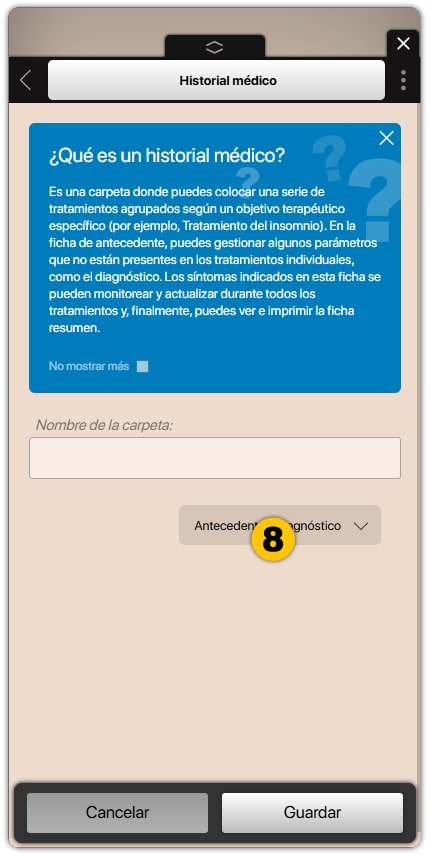 Historial médico
¿Qué es un historial médico?
Es una carpeta donde puedes colocar una serie de
tratamientos agrupados según un objetivo terapéutico
específico (por ejemplo, Tratamiento del insomnio). En la
ficha de antecedente, puedes gestionar algunos parámetros
que no están presentes en los tratamientos individuales,
como el diagnóstico. Los síntomas indicados en esta ficha se
pueden monitorear y actualizar durante todos los
tratamientos y, finalmente, puedes ver e imprimir la ficha
resumen.
No mostrar más
Nombre de la carpeta:
8
Cancelar
Guardar